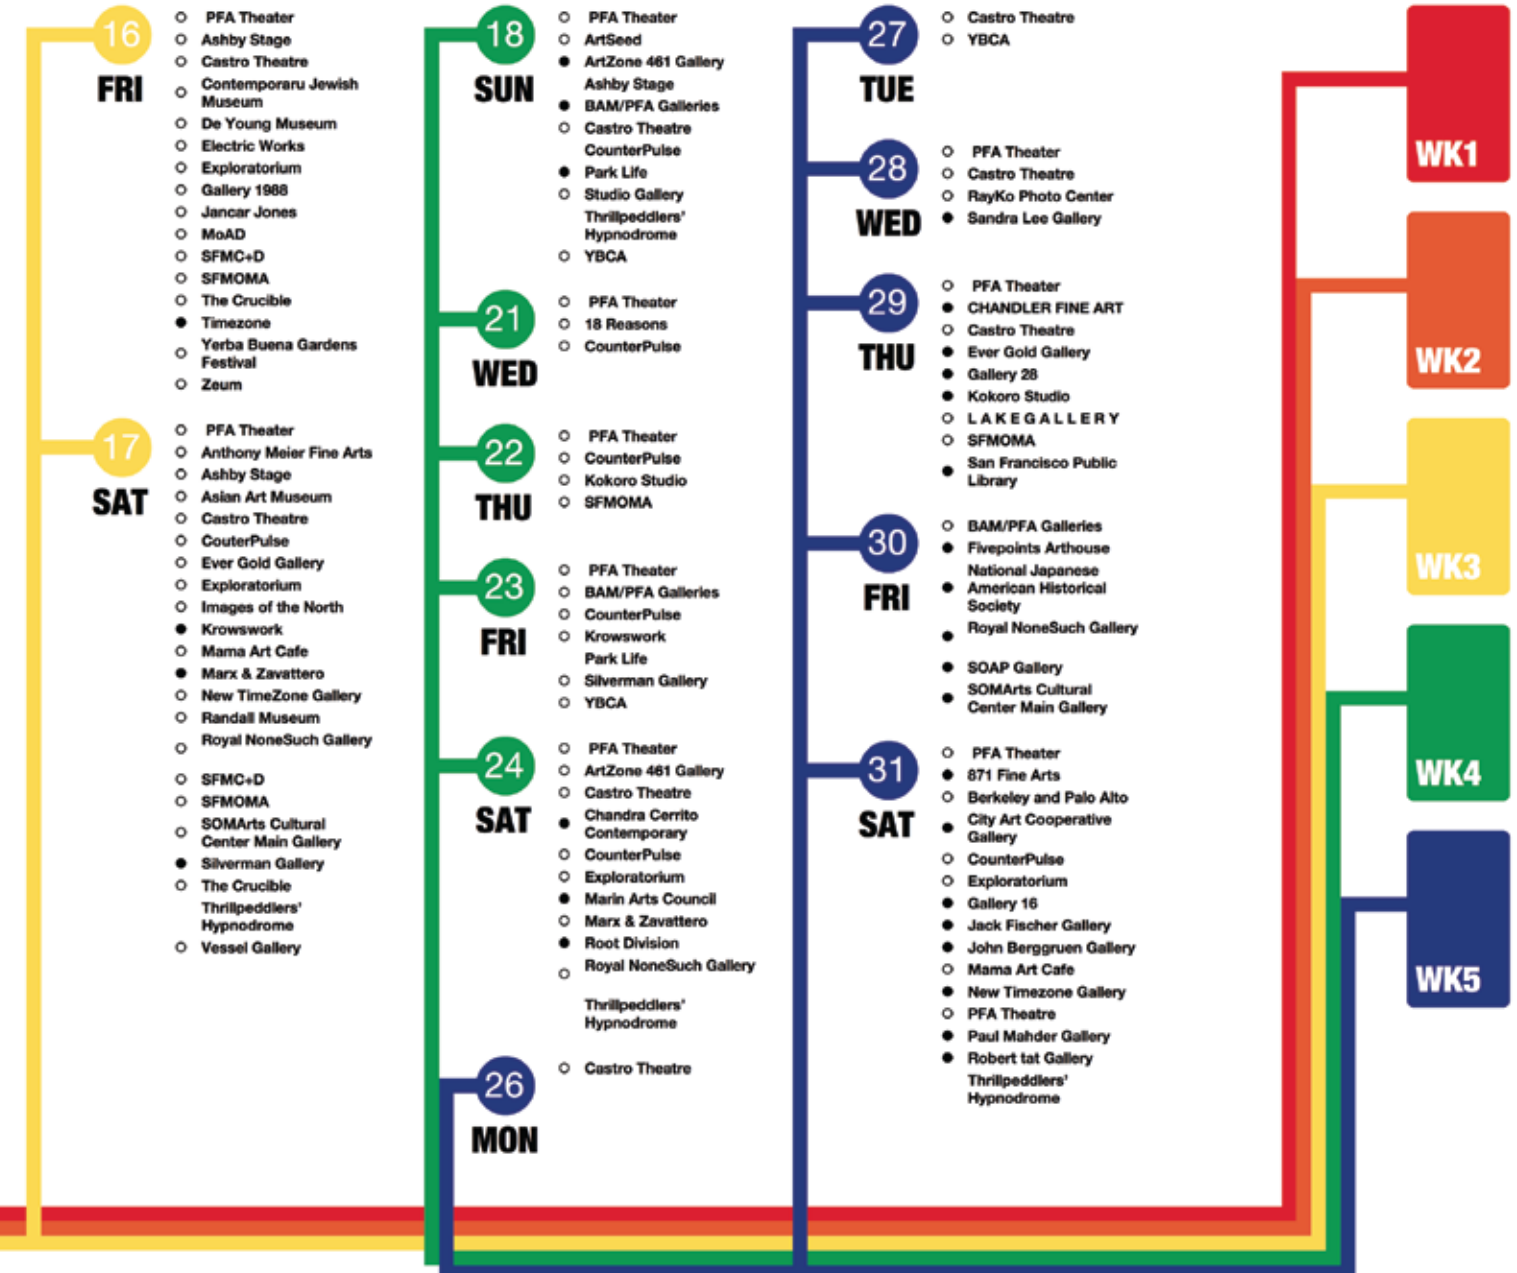 16
FRI
PFA Theater
Ashby Stage
Castro Theatre
Contemporaru Jewish
Museum
De Young Museum
Electric Works
Exploratorium
Gallery 1988
Jancar Jones
MoAD
SFMC+D
SFMOMA
The Crucible
Timezone
Yerba Buena Gardens
Festival
Zeum
17
SAT
PFA Theater
Anthony Meier Fine Arts
Ashby Stage
Asian Art Museum
Castro Theatre
CouterPulse
Ever Gold Gallery
Exploratorium
Images of the North
Krowswork
Mama Art Cafe
Marx & Zavattero
New TimeZone Gallery
Randall Museum
Royal NoneSuch Gallery
SFMC+D
SFMOMA
SOMArts Cultural
Center Main Gallery
Silverman Gallery
The Crucible
Thrillpeddlers'
Hypnodrome
Vessel Gallery
18
SUN
PFA Theater
ArtSeed
ArtZone 461 Gallery
Ashby Stage
BAM/PFA Galleries
Castro Theatre
CounterPulse
Park Life
Studio Gallery
Thrillpeddlers'
Hypnodrome
YBCA
21
WED
PFA Theater
18 Reasons
CounterPulse
22
THU
PFA Theater
CounterPulse
Kokoro Studio
SFMOMA
23
FRI
PFA Theater
BAM/PFA Galleries
CounterPulse
Krowswork
Park Life
Silverman Gallery
YBCA
24
SAT
PFA Theater
ArtZone 461 Gallery
Castro Theatre
Chandra Cerrito
Contemporary
CounterPulse
Exploratorium
Marin Arts Council
Marx & Zavattero
Root Division
Royal NoneSuch Gallery
Thrillpeddlers'
Hypnodrome
26
MON
Castro Theatre
27
TUE
Castro Theatre
YBCA
28
WED
PFA Theater
Castro Theatre
RayKo Photo Center
Sandra Lee Gallery
29
THU
PFA Theater
CHANDLER FINE ART
Castro Theatre
Ever Gold Gallery
Gallery 28
Kokoro Studio
L A K E G A L L E R Y
SFMOMA
San Francisco Public
Library
30
FRI
BAM/PFA Galleries
Fivepoints Arthouse
National Japanese
American Historical
Society
Royal NoneSuch Gallery
SOAP Gallery
SOMArts Cultural
Center Main Gallery
31
SAT
PFA Theater
871 Fine Arts
Berkeley and Palo Alto
City Art Cooperative
Gallery
CounterPulse
Exploratorium
Gallery 16
Jack Fischer Gallery
John Berggruen Gallery
Mama Art Cafe
New Timezone Gallery
PFA Theatre
Paul Mahder Gallery
Robert tat Gallery
Thrillpeddlers'
Hypnodrome
WK1
WK2
WK3
WK4
WK5